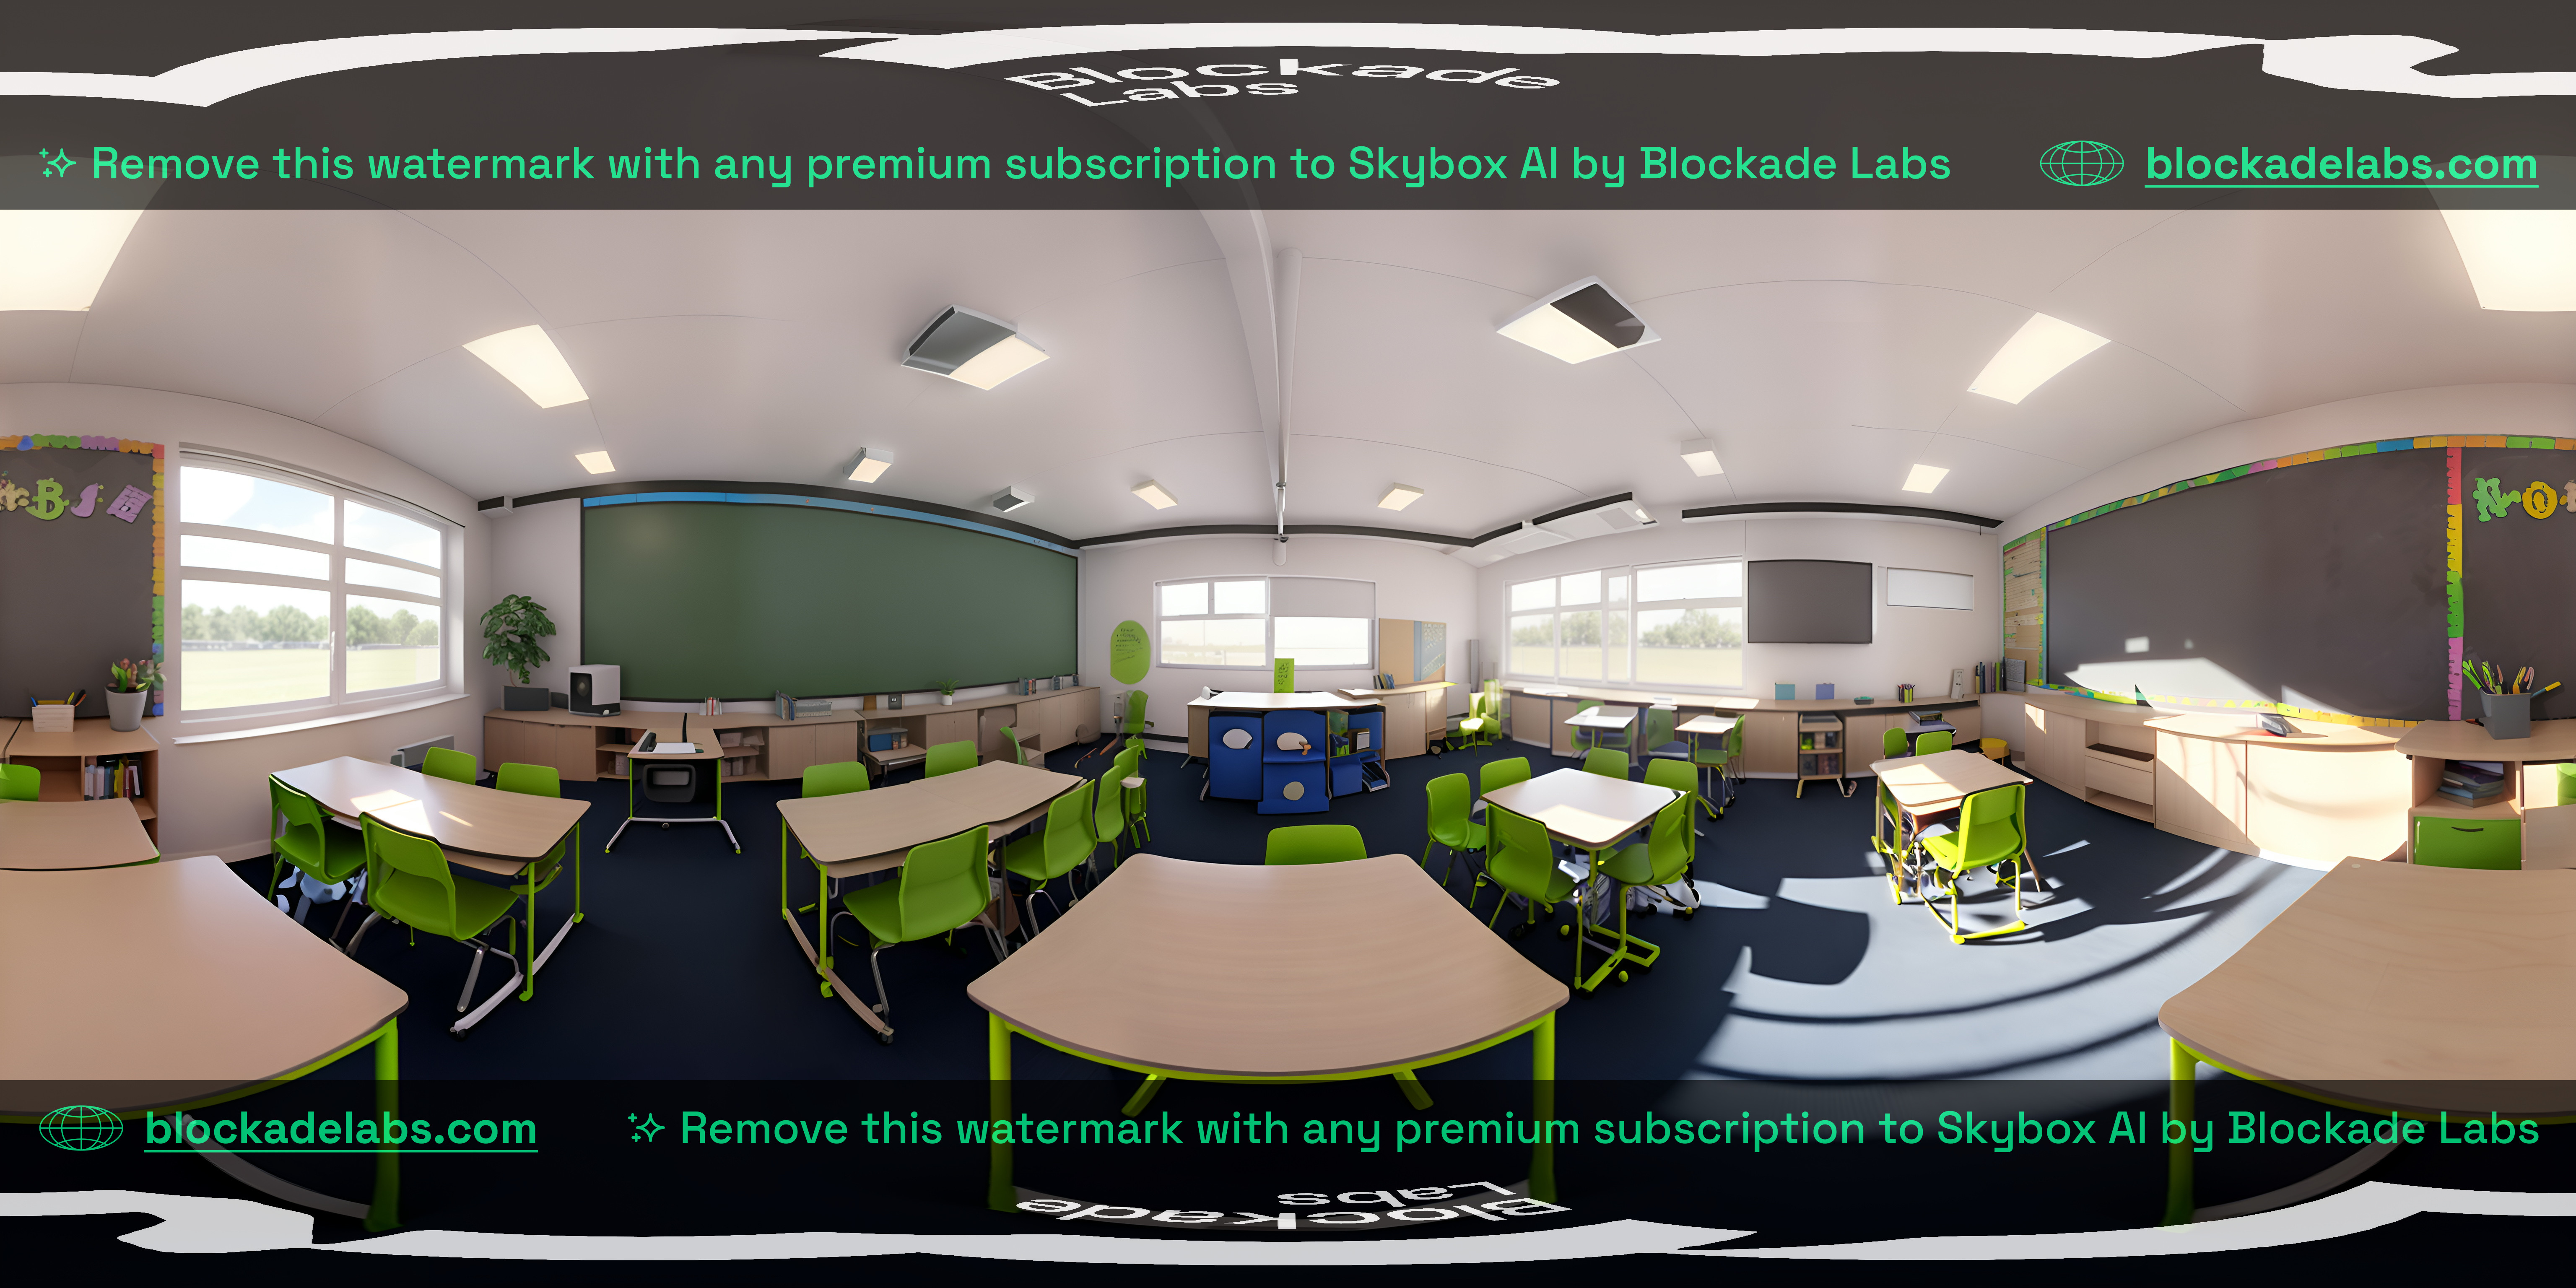 Blockade
Labs
Remove this watermark with any premium subscription to Skybox AI by Blockade Labs
blockadelabs.com
blockadelabs.com
Remove this watermark with any premium subscription to Skybox AI by Blockade Labs
Labs
Blockade